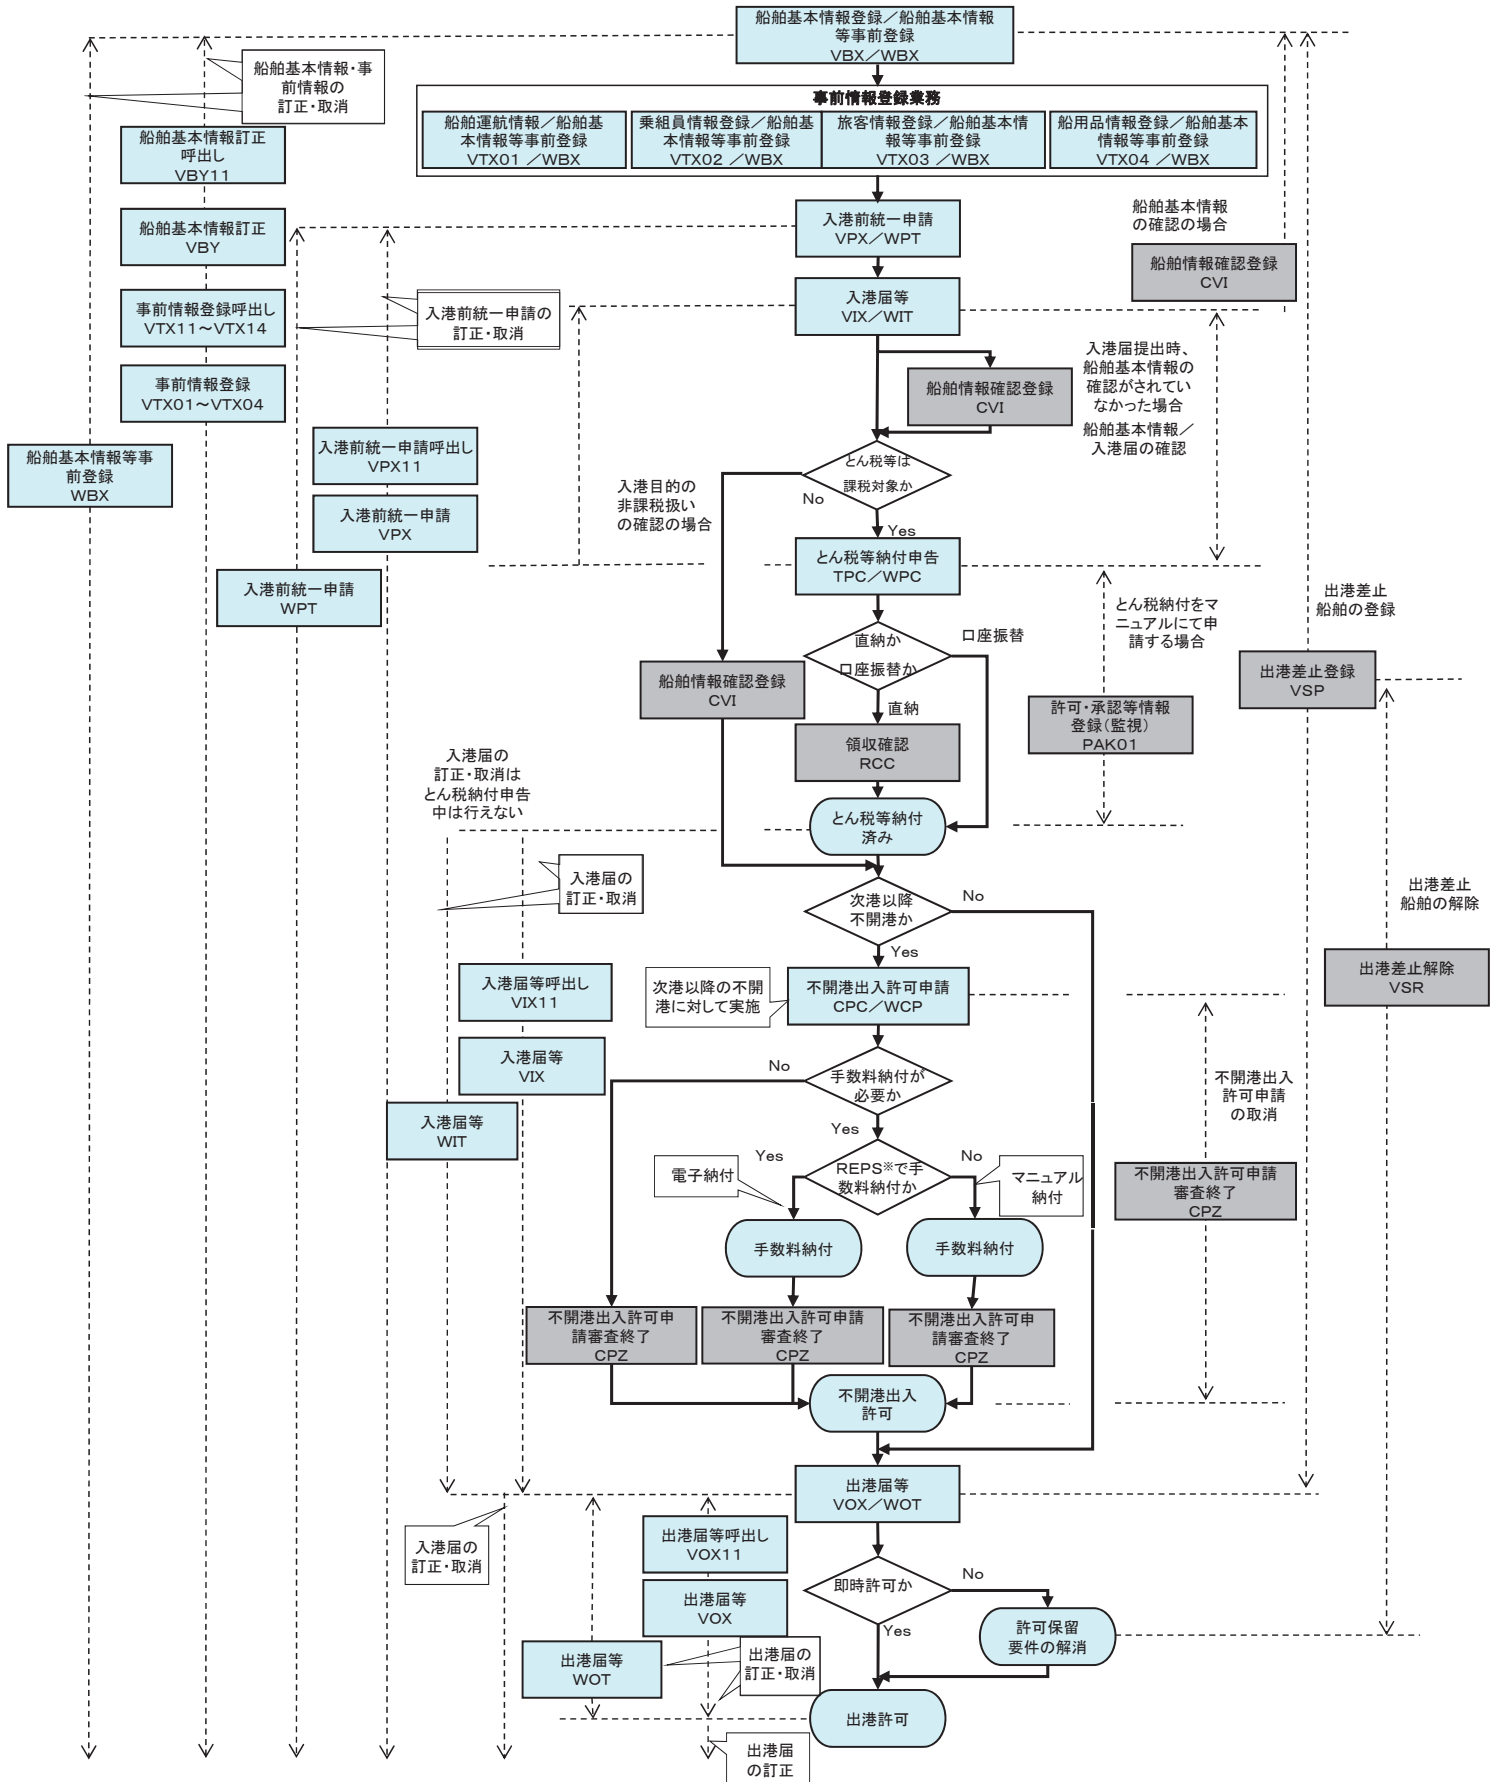 船舶基本情報登録／船舶基本情報
等事前登録
VBX／WBX
船舶基本情報・事
前情報の
訂正・取消
事前情報登録業務
船舶運航情報／船舶基
本情報等事前登録
VTX01 ／WBX
乗組員情報登録／船舶基
本情報等事前登録
VTX02 ／WBX
旅客情報登録／船舶基本情
報等事前登録
VTX03 ／WBX
船用品情報登録／船舶基本
情報等事前登録
VTX04 ／WBX
船舶基本情報訂正
呼出し
VBY11
船舶基本情報訂正
VBY
入港前統一申請
VPX／WPT
船舶基本情報
の確認の場合
船舶情報確認登録
CVI
事前情報登録呼出し
VTX11～VTX14
入港前統一申請の
訂正・取消
入港届等
VIX／WIT
事前情報登録
VTX01～VTX04
船舶情報確認登録
CVI
入港届提出時、
船舶基本情報の
確認がされてい
なかった場合
船舶基本情報／
入港届の確認
船舶基本情報等事
前登録
WBX
入港前統一申請呼出し
VPX11
とん税等は
課税対象か
No
Yes
入港目的の
非課税扱い
の確認の場合
入港前統一申請
VPX
とん税等納付申告
TPC／WPC
入港前統一申請
WPT
とん税納付をマ
ニュアルにて申
請する場合
出港差止
船舶の登録
直納か
口座振替か
口座振替
直納
船舶情報確認登録
CVI
出港差止登録
VSP
領収確認
RCC
許可・承認等情報
登録（監視）
PAK01
入港届の
訂正・取消は
とん税納付申告
中は行えない
とん税等納付
済み
入港届の
訂正・取消
次港以降
不開港か
No
Yes
出港差止
船舶の解除
入港届等呼出し
VIX11
次港以降の不開
港に対して実施
不開港出入許可申請
CPC／WCP
出港差止解除
VSR
入港届等
VIX
手数料納付が
必要か
No
Yes
不開港出入
許可申請
の取消
入港届等
WIT
電子納付
Yes
REPS※で手
数料納付か
No
マニュアル
納付
不開港出入許可申請
審査終了
CPZ
手数料納付
手数料納付
不開港出入許可申
請審査終了
CPZ
不開港出入許可申請
審査終了
CPZ
不開港出入許可申
請審査終了
CPZ
不開港出入
許可
出港届等
VOX／WOT
入港届の
訂正・取消
出港届等呼出し
VOX11
即時許可か
No
Yes
出港届等
VOX
許可保留
要件の解消
出港届等
WOT
出港届の
訂正・取消
出港許可
出港届
の訂正